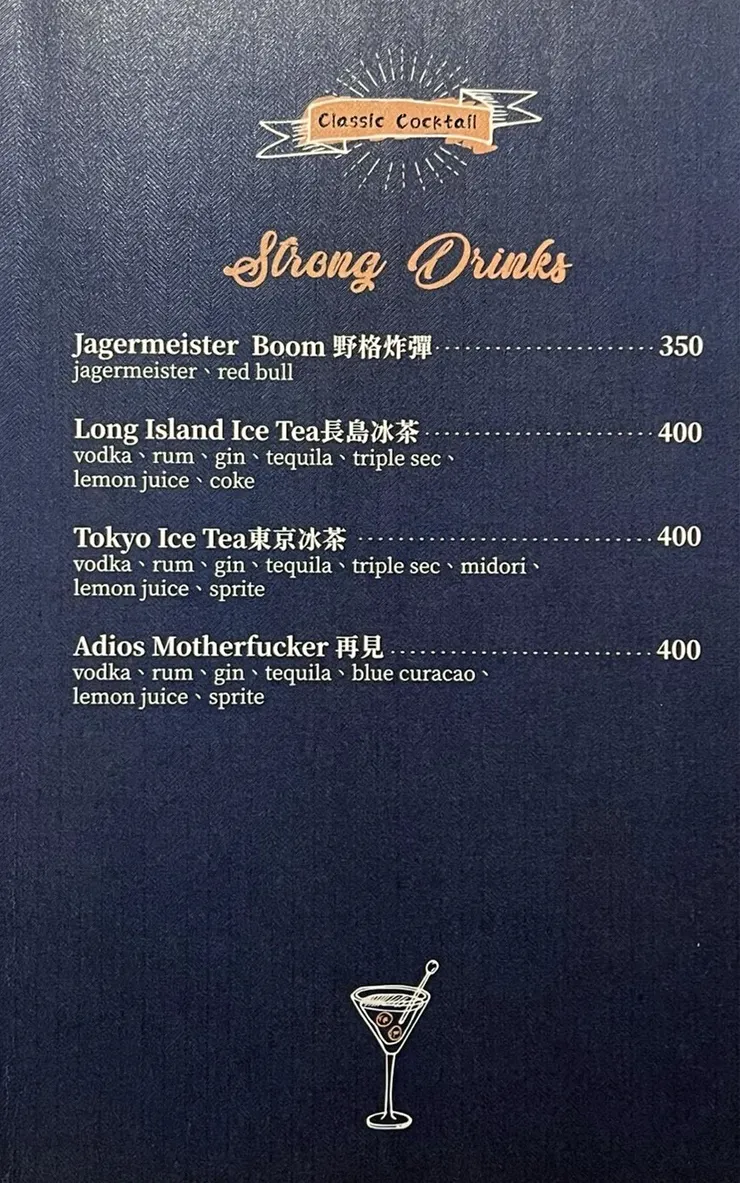 Classic Cocktail
Strong Drinks
Jagermeister Boom 野格炸彈 350
jagermeister、red bull
Long Island Ice Tea長島冰茶 400
vodka、rum、gin、tequila、triple sec、
lemon juice、coke
Tokyo Ice Tea東京冰茶 400
vodka、rum、gin、tequila、triple sec、midori、
lemon juice、sprite
Adios Motherfucker 再見 400
vodka、rum、gin、tequila、blue curacao、
lemon juice、sprite